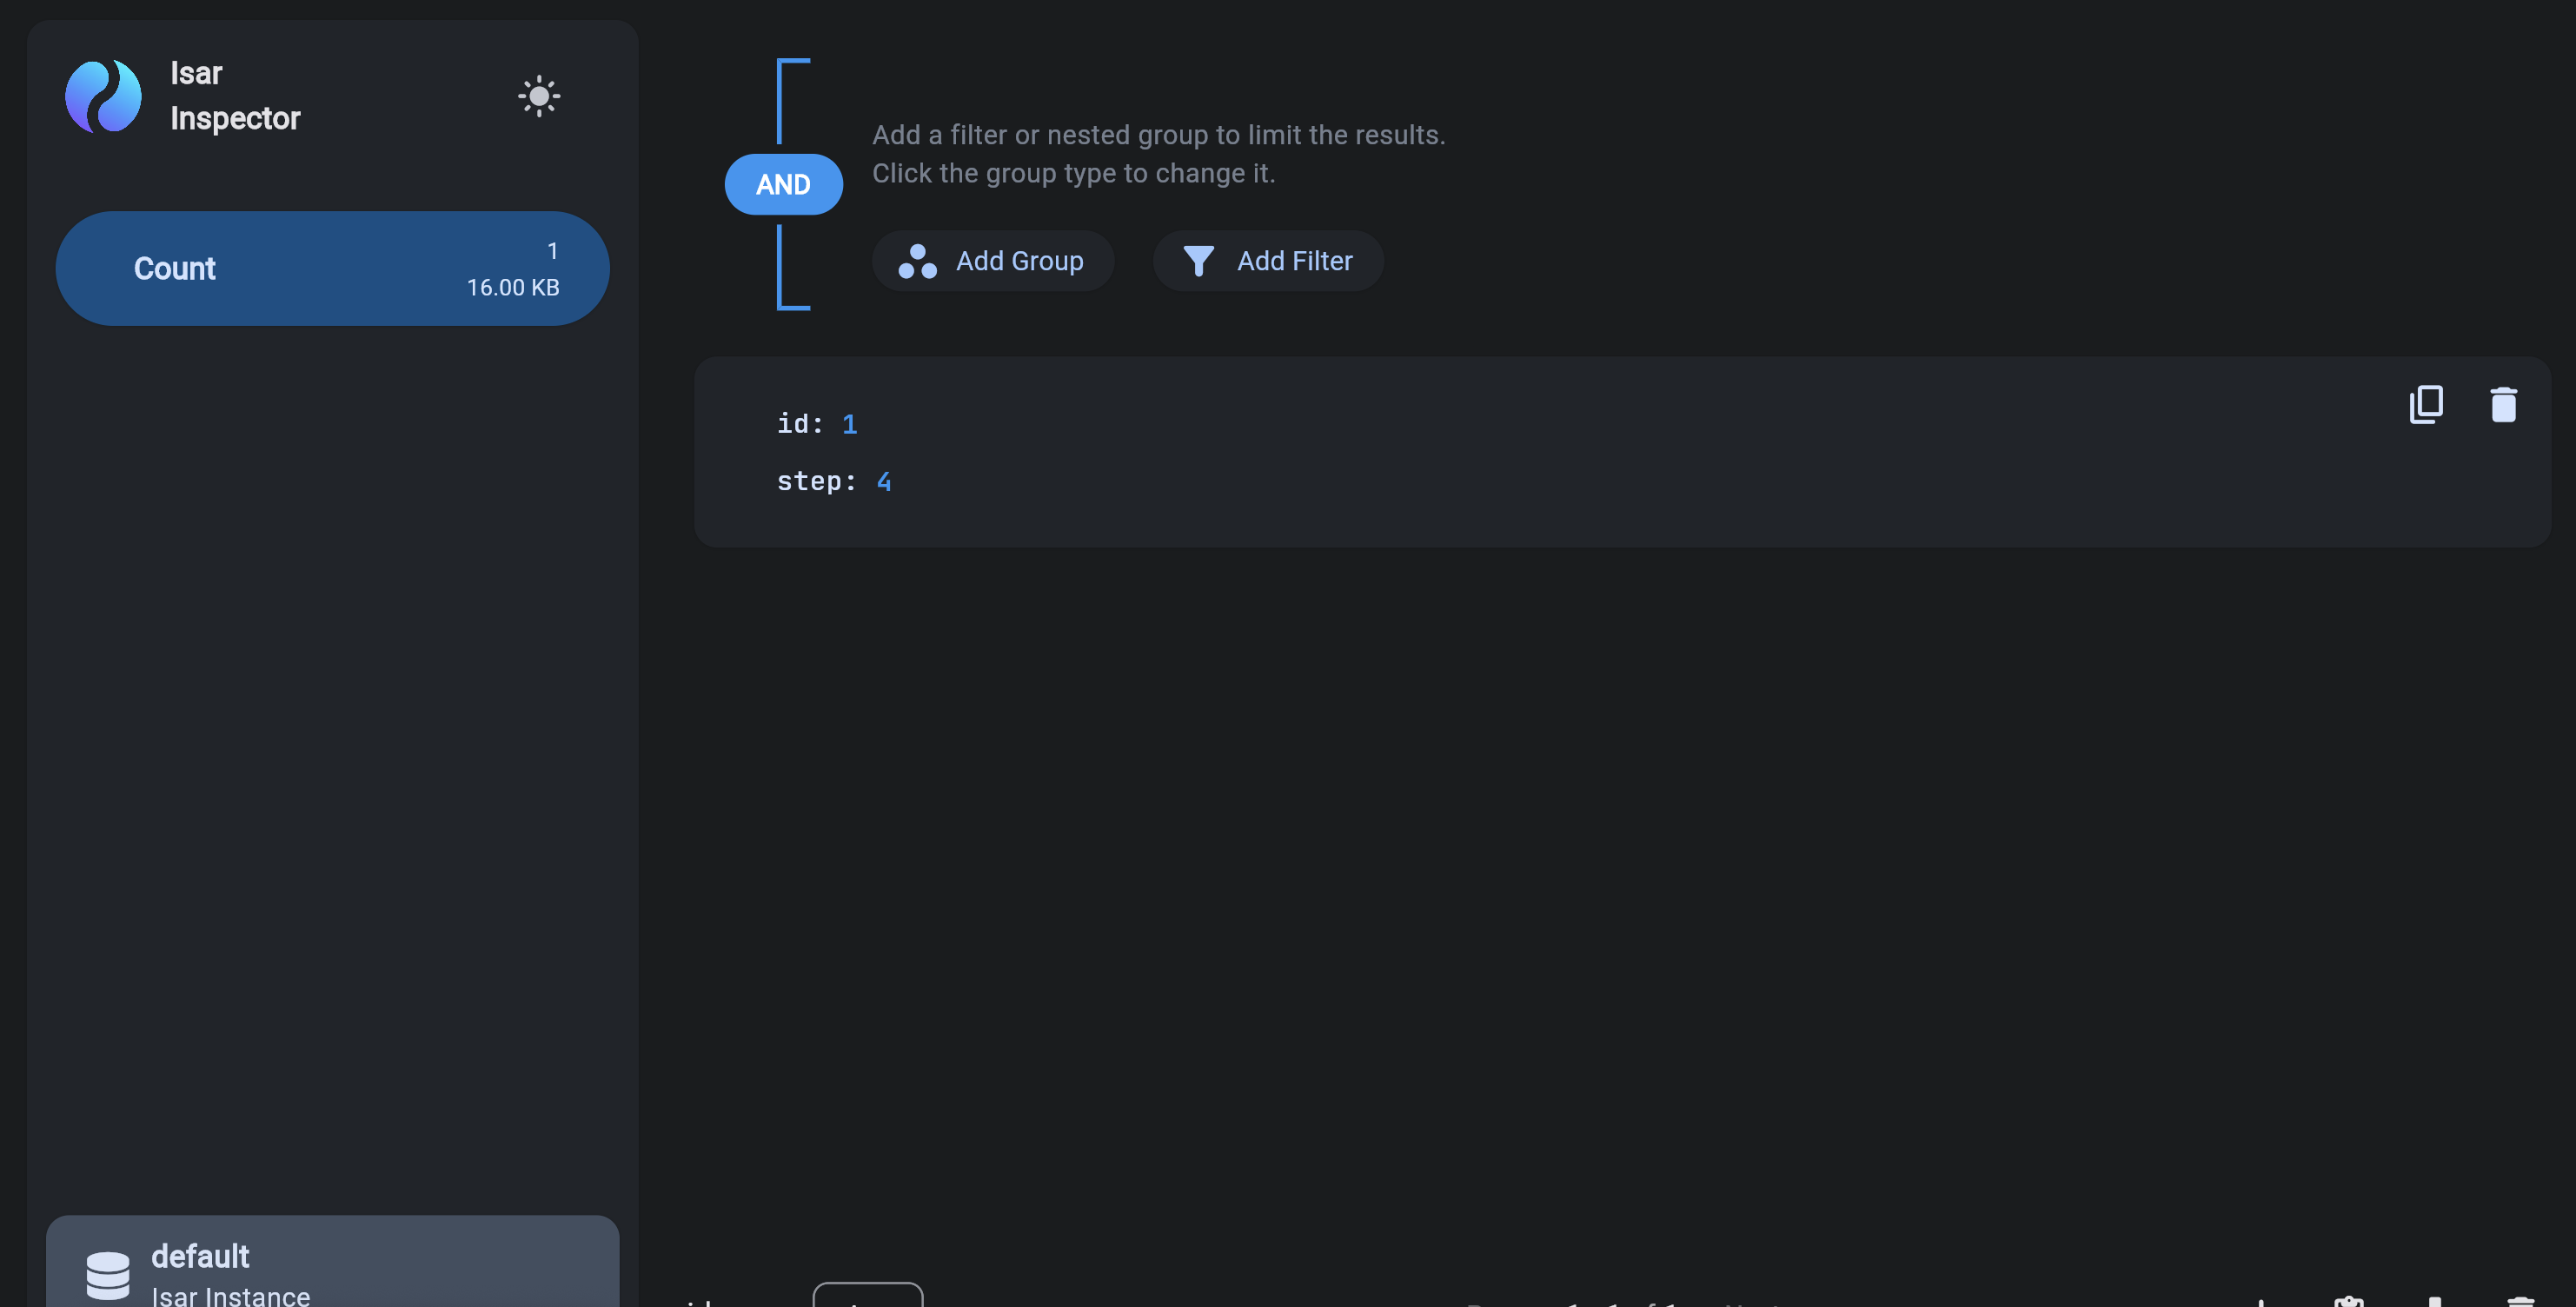 Isar
Inspector
Count
1
16.00 KB
AND
Add a filter or nested group to limit the results.
Click the group type to change it.
Add Group
Add Filter
id: 1
step: 4
default
Isar Instance